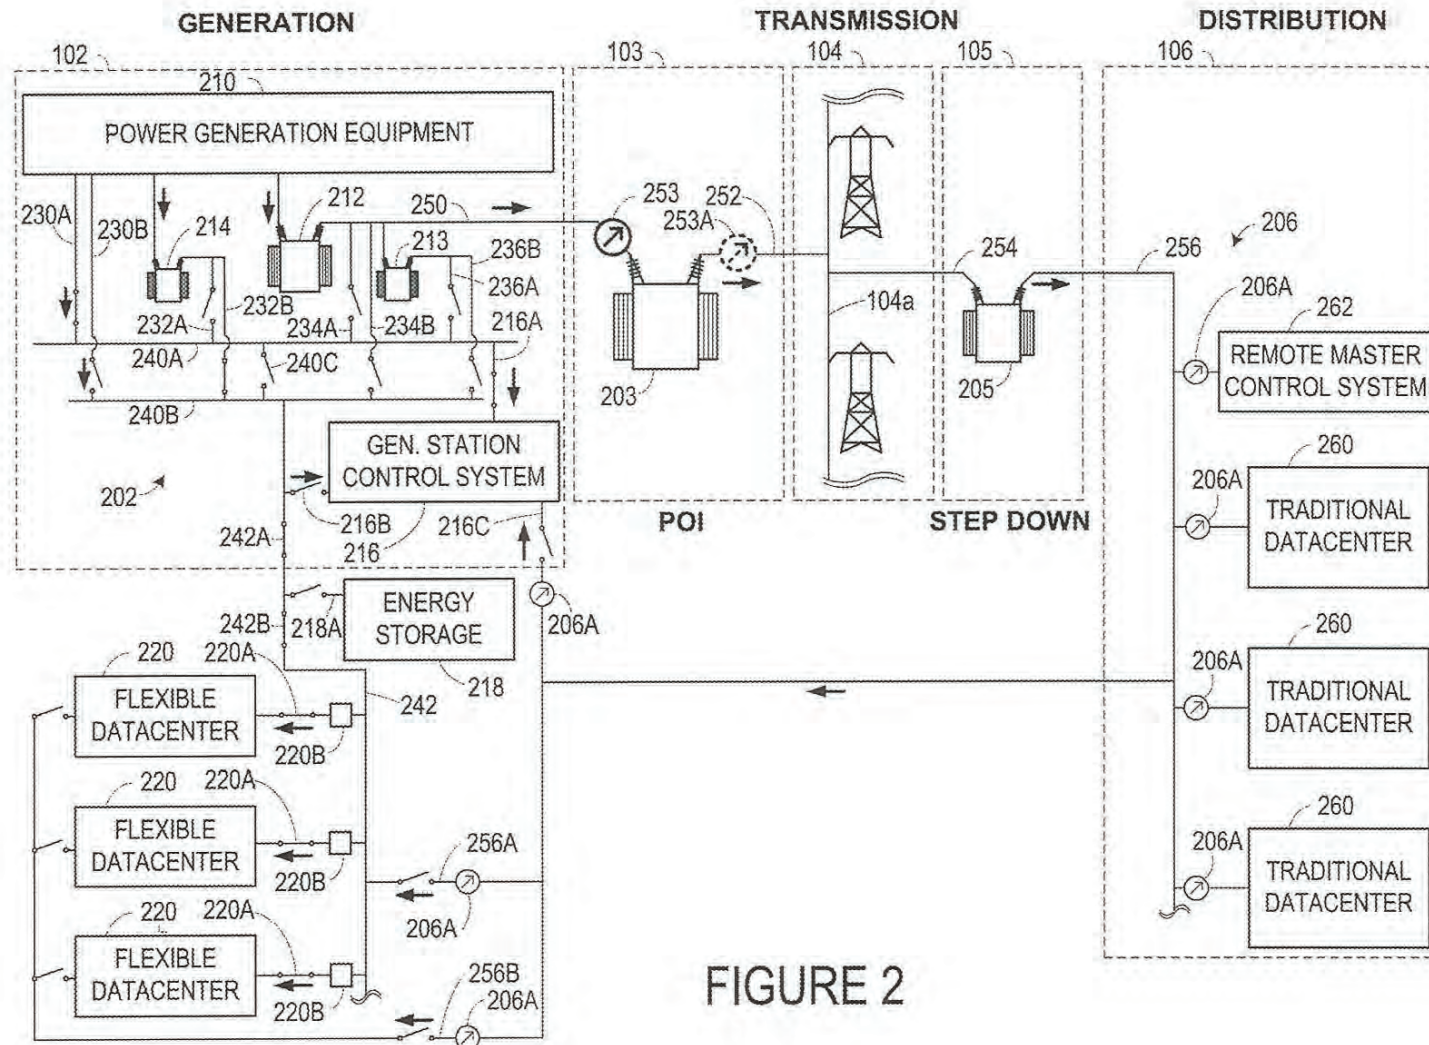 GENERATION
TRANSMISSION
DISTRIBUTION
102
103
104
105
106
210
POWER GENERATION EQUIPMENT
230A
230B
214
212
250
213
236B
236A
232B
232A
234A
234B
216A
240A
240C
240B
253
253A
252
203
104a
254
205
256
206
206A
262
REMOTE MASTER
CONTROL SYSTEM
GEN. STATION
CONTROL SYSTEM
202
216B
216
216C
242A
POI
STEP DOWN
206A
260
TRADITIONAL
DATACENTER
ENERGY
STORAGE
218A
218
242B
206A
206A
260
TRADITIONAL
DATACENTER
220
220A
FLEXIBLE
DATACENTER
220B
242
220
220A
FLEXIBLE
DATACENTER
220B
256A
206A
206A
260
TRADITIONAL
DATACENTER
220
220A
FLEXIBLE
DATACENTER
220B
256B
206A
FIGURE 2